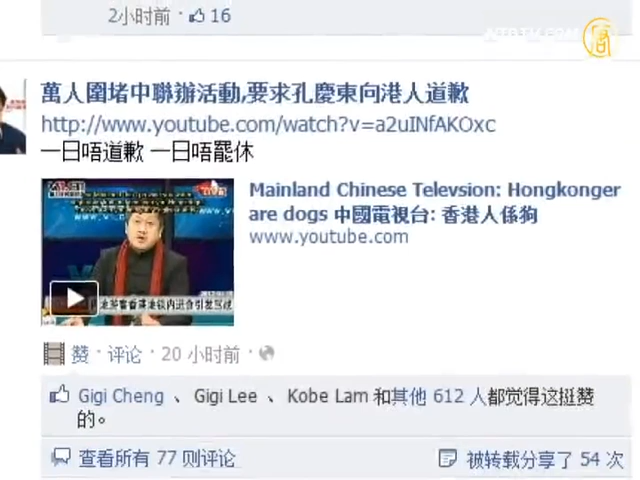 2小时前 · 16
NTDTV.COM
萬人圍堵中聯辦活動,要求孔慶東向港人道歉
http://www.youtube.com/watch?v=a2uINfAKOxc
一日唔道歉 一日唔罷休
Mainland Chinese Televsion: Hongkonger
are dogs 中國電視台: 香港人係狗
www.youtube.com
赞 · 评论 · 20 小时前 ·
Gigi Cheng 、 Gigi Lee 、 Kobe Lam 和其他 612 人都觉得这挺赞
的。
查看所有 77 则评论
被转载分享了 54 次